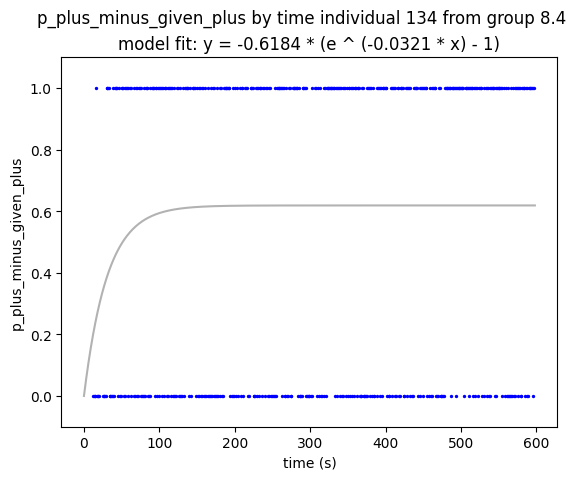 p_plus_minus_given_plus by time individual 134 from group 8.4
model fit: y = -0.6184 * (e ^ (-0.0321 * x) - 1)
1.0
0.8
0.6
0.4
0.2
0.0
p_plus_minus_given_plus
0 100 200 300 400 500 600
time (s)